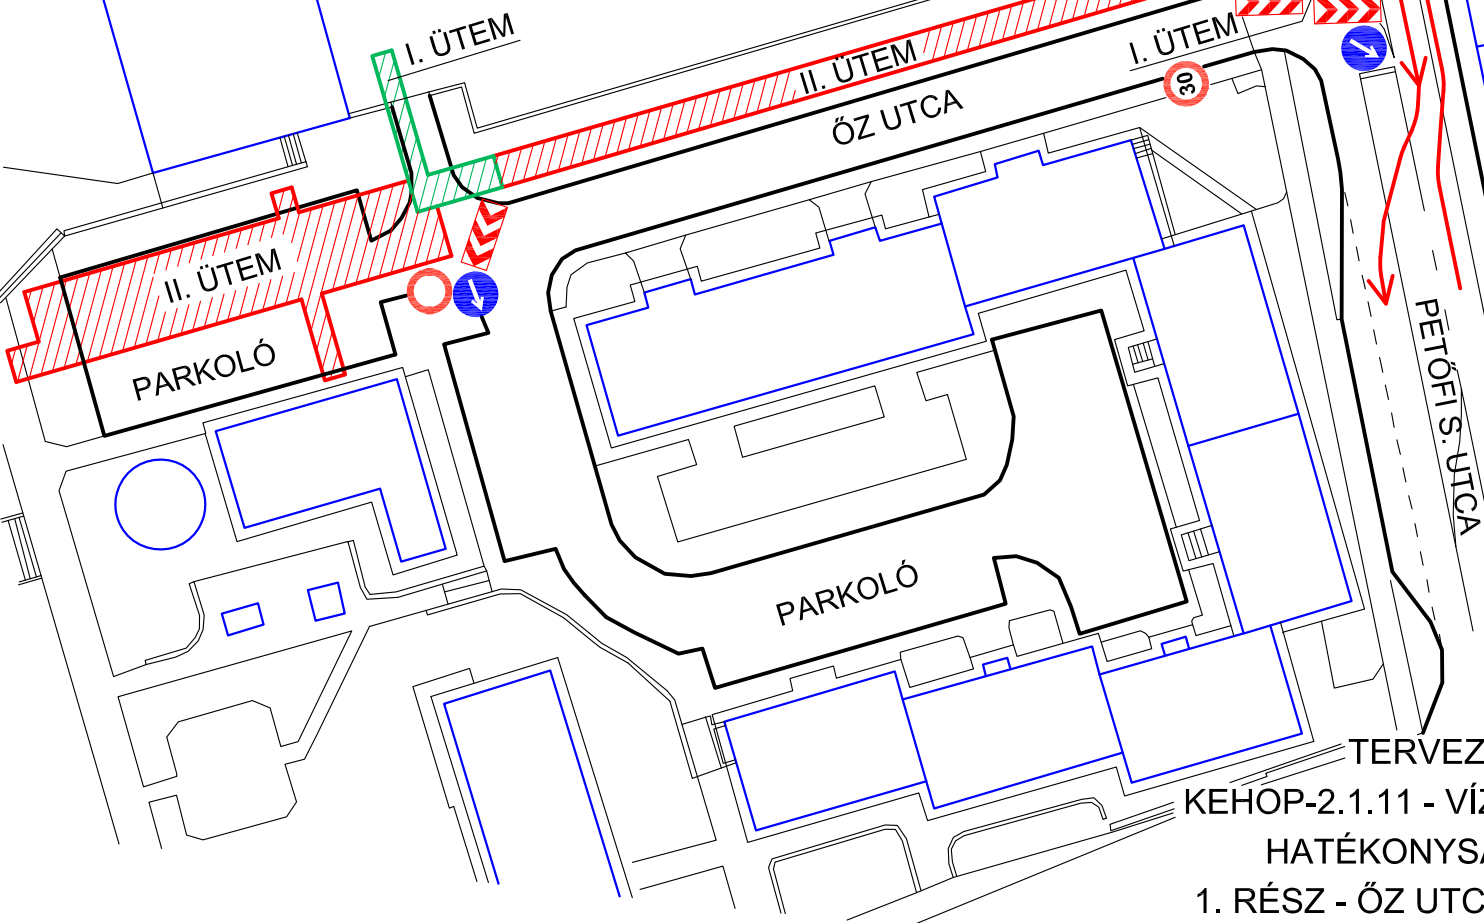 I. ÜTEM
II. ÜTEM
I. ÜTEM
30
ŐZ UTCA
II. ÜTEM
PARKOLÓ
PETŐFI S. UTCA
PARKOLÓ
TERVEZ
KEHOP-2.1.11 - VÍZ
HATÉKONYSÁ
1. RÉSZ - ŐZ UTC